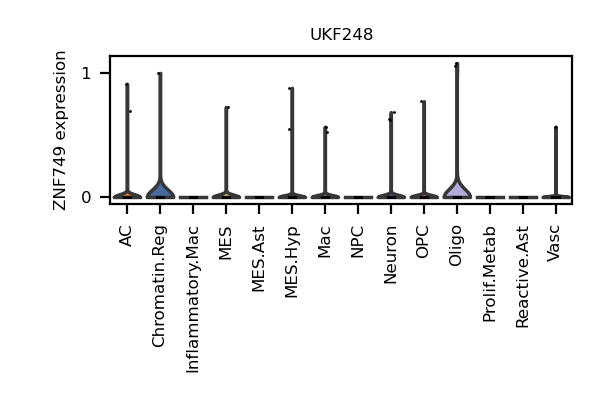 UKF248
ZNF749 expression
1
0
AC
Chromatin.Reg
Inflammatory.Mac
MES
MES.Ast
MES.Hyp
Mac
NPC
Neuron
OPC
Oligo
Prolif.Metab
Reactive.Ast
Vasc